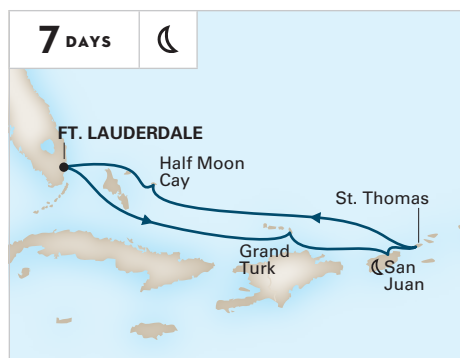 7 DAYS
FT. LAUDERDALE
Half Moon
Cay
St. Thomas
Grand
Turk
San
Juan